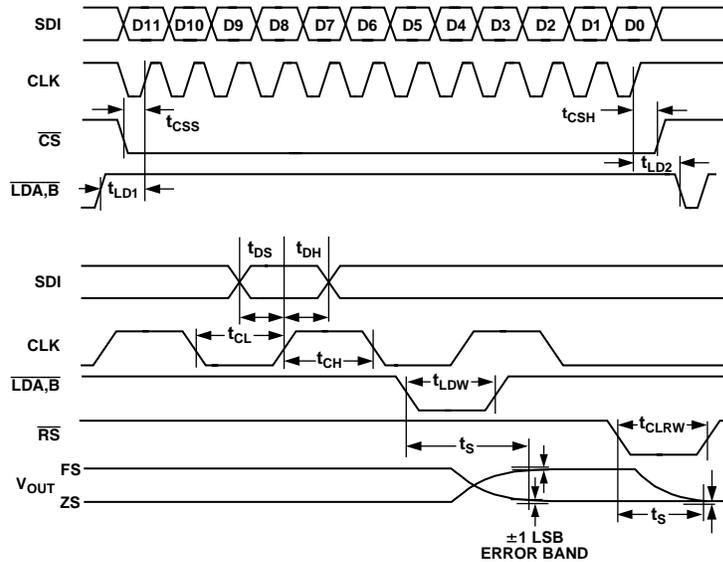 SDI D11 D10 D9 D8 D7 D6 D5 D4 D3 D2 D1 D0
CLK
tCSS tCSH
CS
tLD2
LDA,B tLD1
tDS tDH
SDI
tCL
CLK
tCH
LDA,B tLDW
RS tCLRW
tS
FS
VOUT
ZS tS
±1 LSB
ERROR BAND